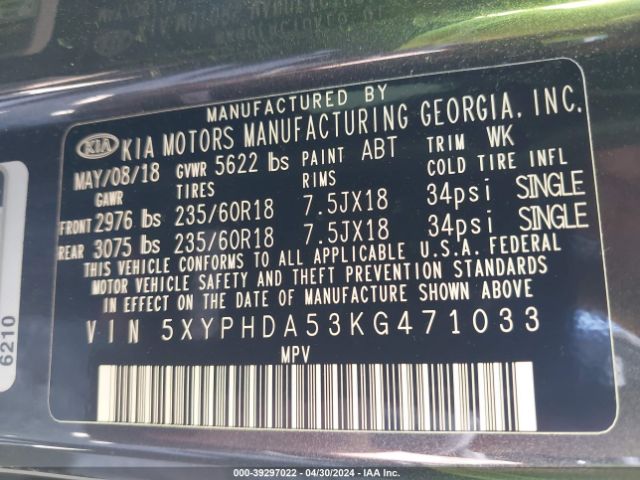 MANUFACTURED BY
KIA KIA MOTORS MANUFACTURING GEORGIA, INC.
MAY/08/18 GVWR 5622 lbs PAINT ABT TRIM WK
GAWR TIRES RIMS COLD TIRE INFL
FRONT 2976 lbs 235/60R18 7.5JX18 34psi SINGLE
REAR 3075 lbs 235/60R18 7.5JX18 34psi SINGLE
THIS VEHICLE CONFORMS TO ALL APPLICABLE U.S.A. FEDERAL
MOTOR VEHICLE SAFETY AND THEFT PREVENTION STANDARDS
IN EFFECT ON THE DATE OF MANUFACTURE SHOWN ABOVE
VIN 5XYPHDA53KG471033
MPV
6210
000-39297022 - 04/30/2024 - IAA Inc.